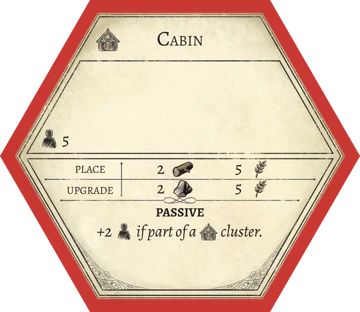 CABIN
5
PLACE 2 5
UPGRADE 2 5
PASSIVE
+2 if part of a cluster.